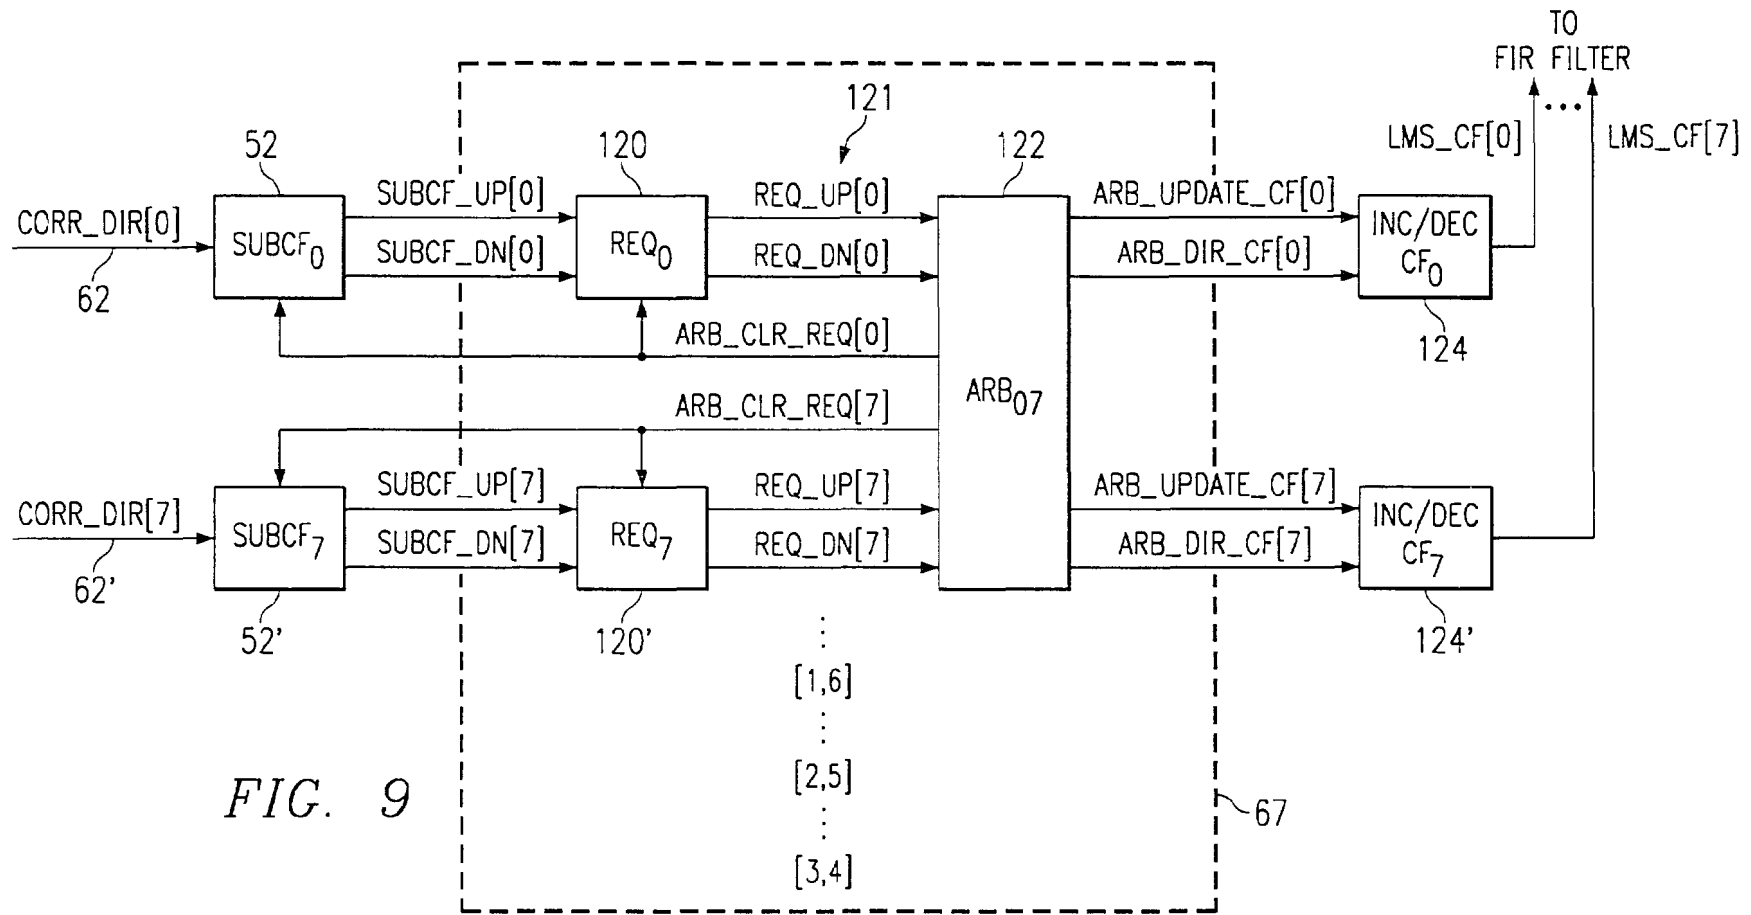 TO
FIR FILTER
LMS_CF[0]
LMS_CF[7]
121
52
120
122
CORR_DIR[0]
62
SUBCF0
SUBCF_UP[0]
SUBCF_DN[0]
REQ0
REQ_UP[0]
REQ_DN[0]
ARB_UPDATE_CF[0]
ARB_DIR_CF[0]
INC/DEC
CF0
124
ARB_CLR_REQ[0]
ARB07
ARB_CLR_REQ[7]
CORR_DIR[7]
62'
SUBCF7
52'
SUBCF_UP[7]
SUBCF_DN[7]
REQ7
120'
REQ_UP[7]
REQ_DN[7]
ARB_UPDATE_CF[7]
ARB_DIR_CF[7]
INC/DEC
CF7
124'
[1,6]
[2,5]
[3,4]
67
FIG. 9